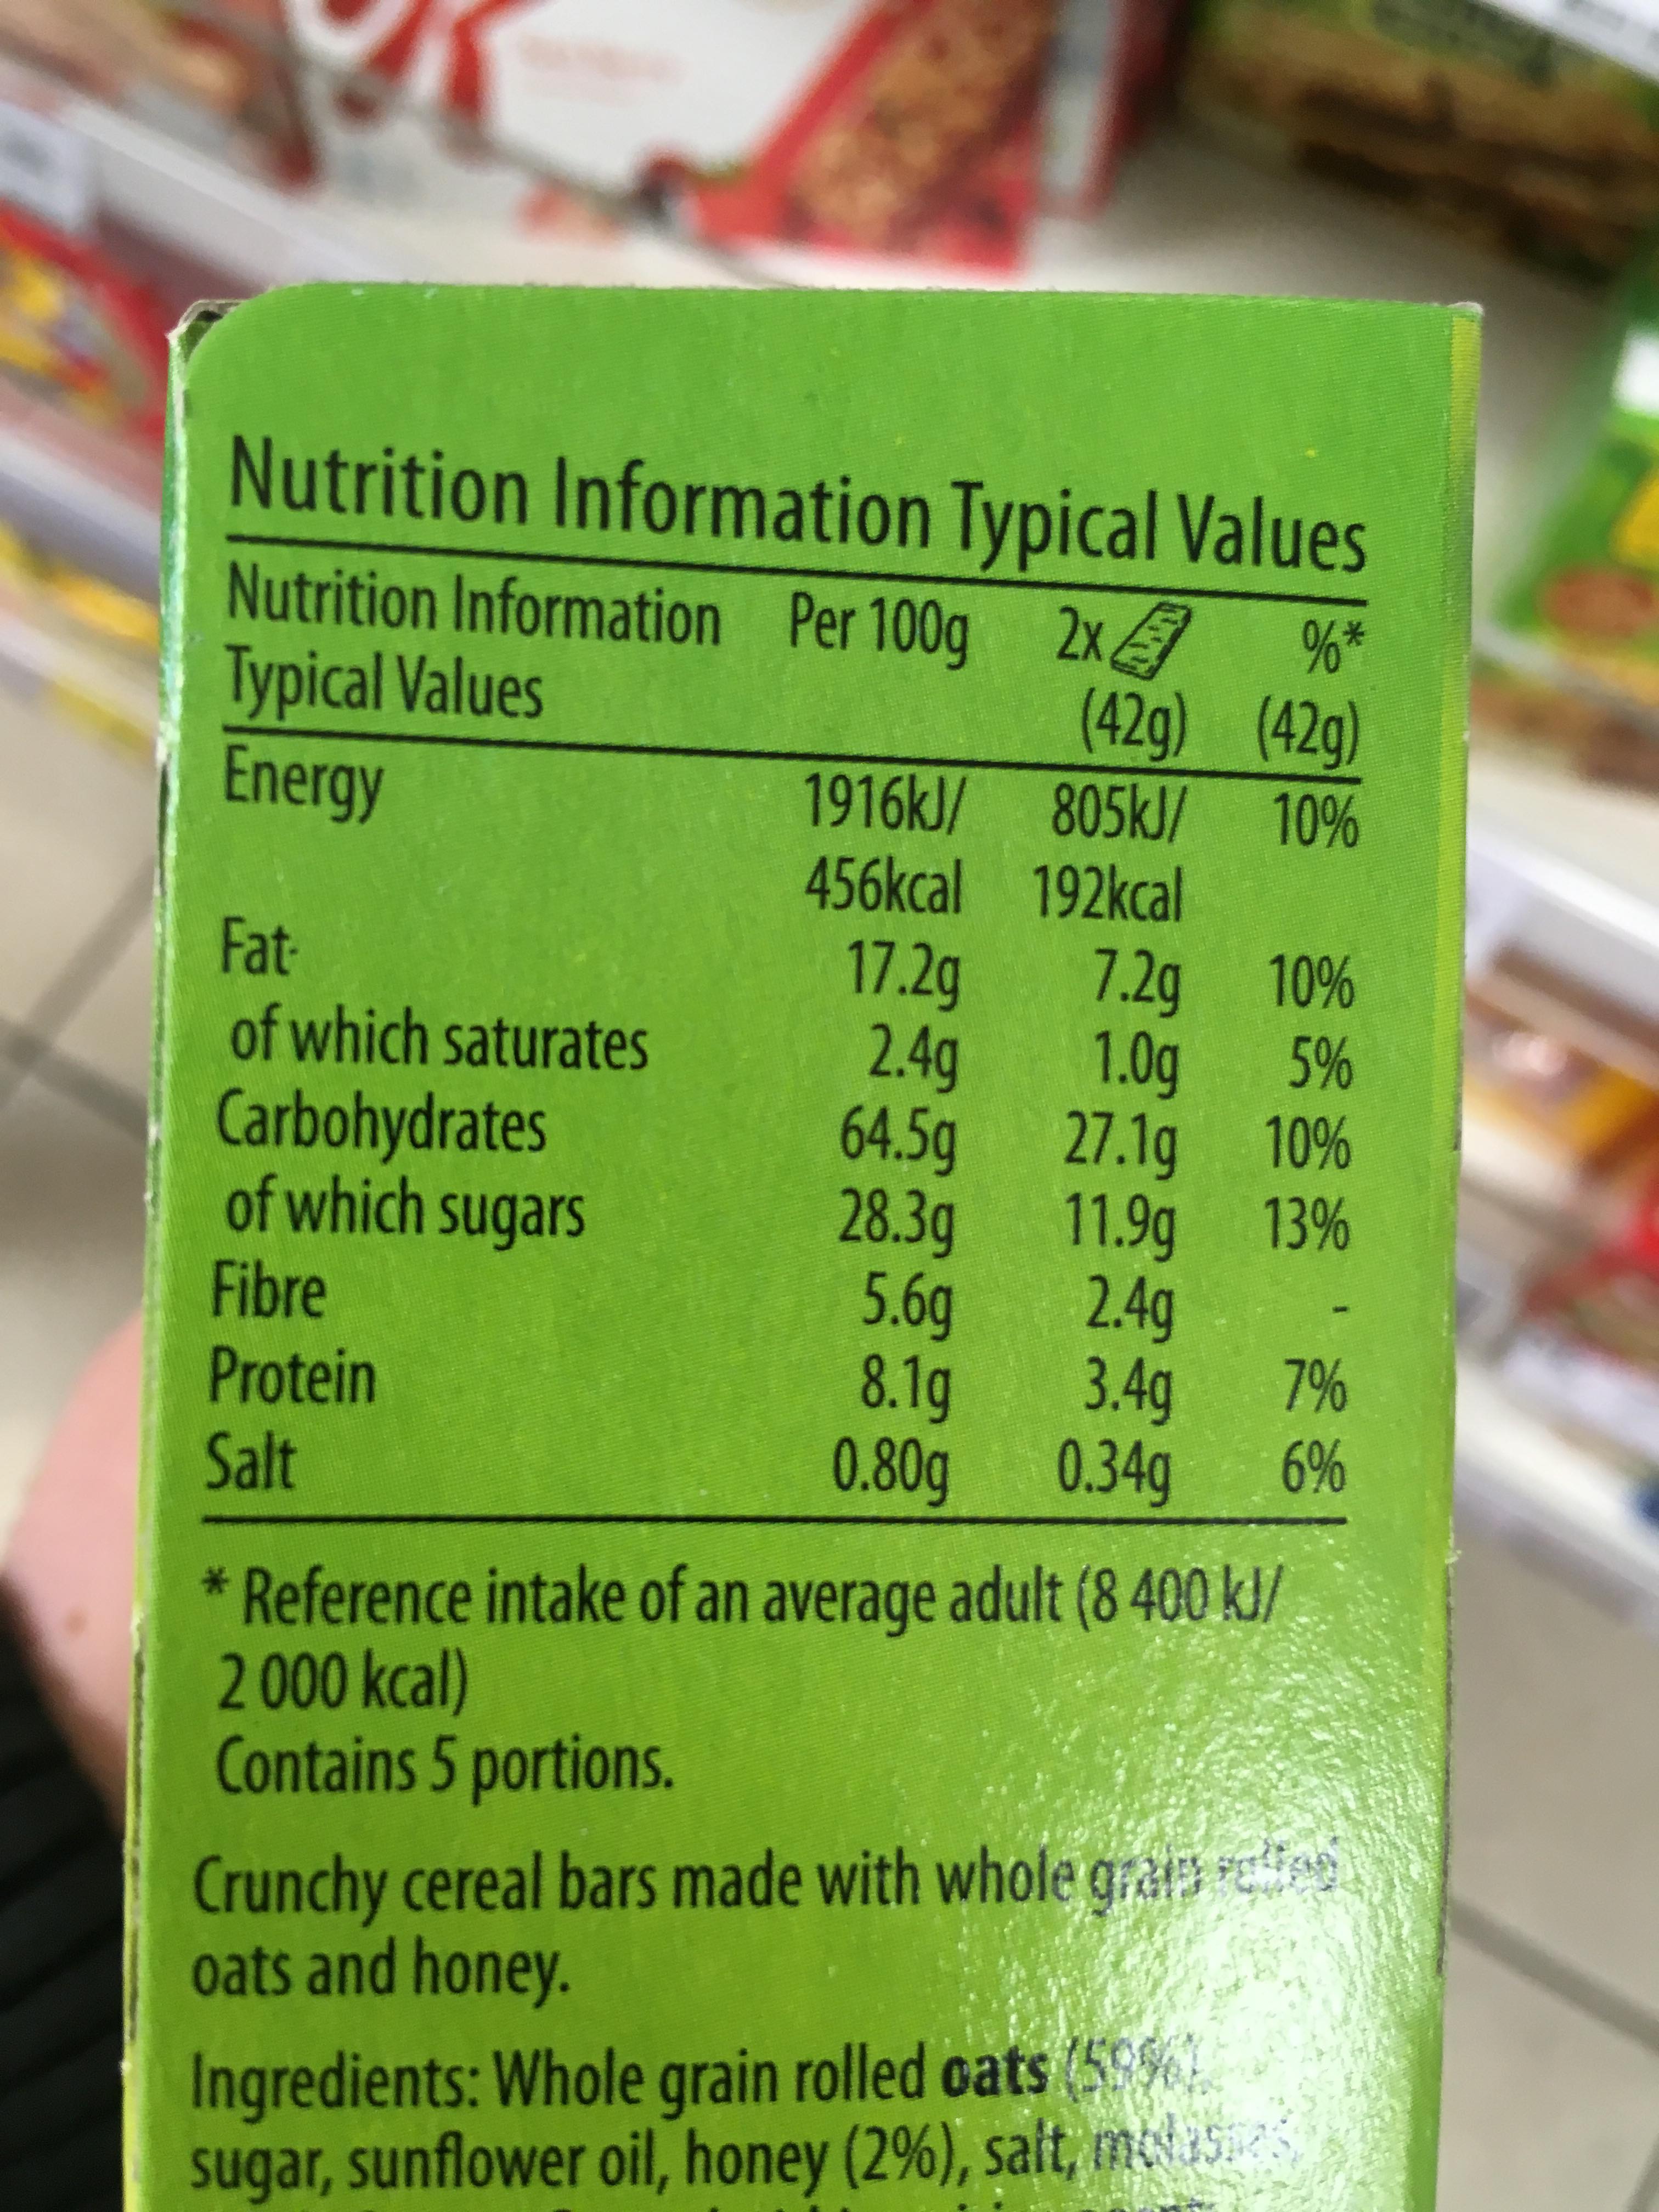 K
Nutrition Information Typical Values
Nutrition Information Per 100g 2x %*
Typical Values (42g) (42g)
Energy 1916kJ/ 805kJ/ 10%
456kcal 192kcal
Fat 17.2g 7.2g 10%
of which saturates 2.4g 1.0g 5%
Carbohydrates 64.5g 27.1g 10%
of which sugars 28.3g 11.9g 13%
Fibre 5.6g 2.4g -
Protein 8.1g 3.4g 7%
Salt 0.80g 0.34g 6%
* Reference intake of an average adult (8 400 kJ/
2 000 kcal)
Contains 5 portions.
Crunchy cereal bars made with whole grain rolled
oats and honey.
Ingredients: Whole grain rolled oats (59%),
sugar, sunflower oil, honey (2%), salt, molasses,